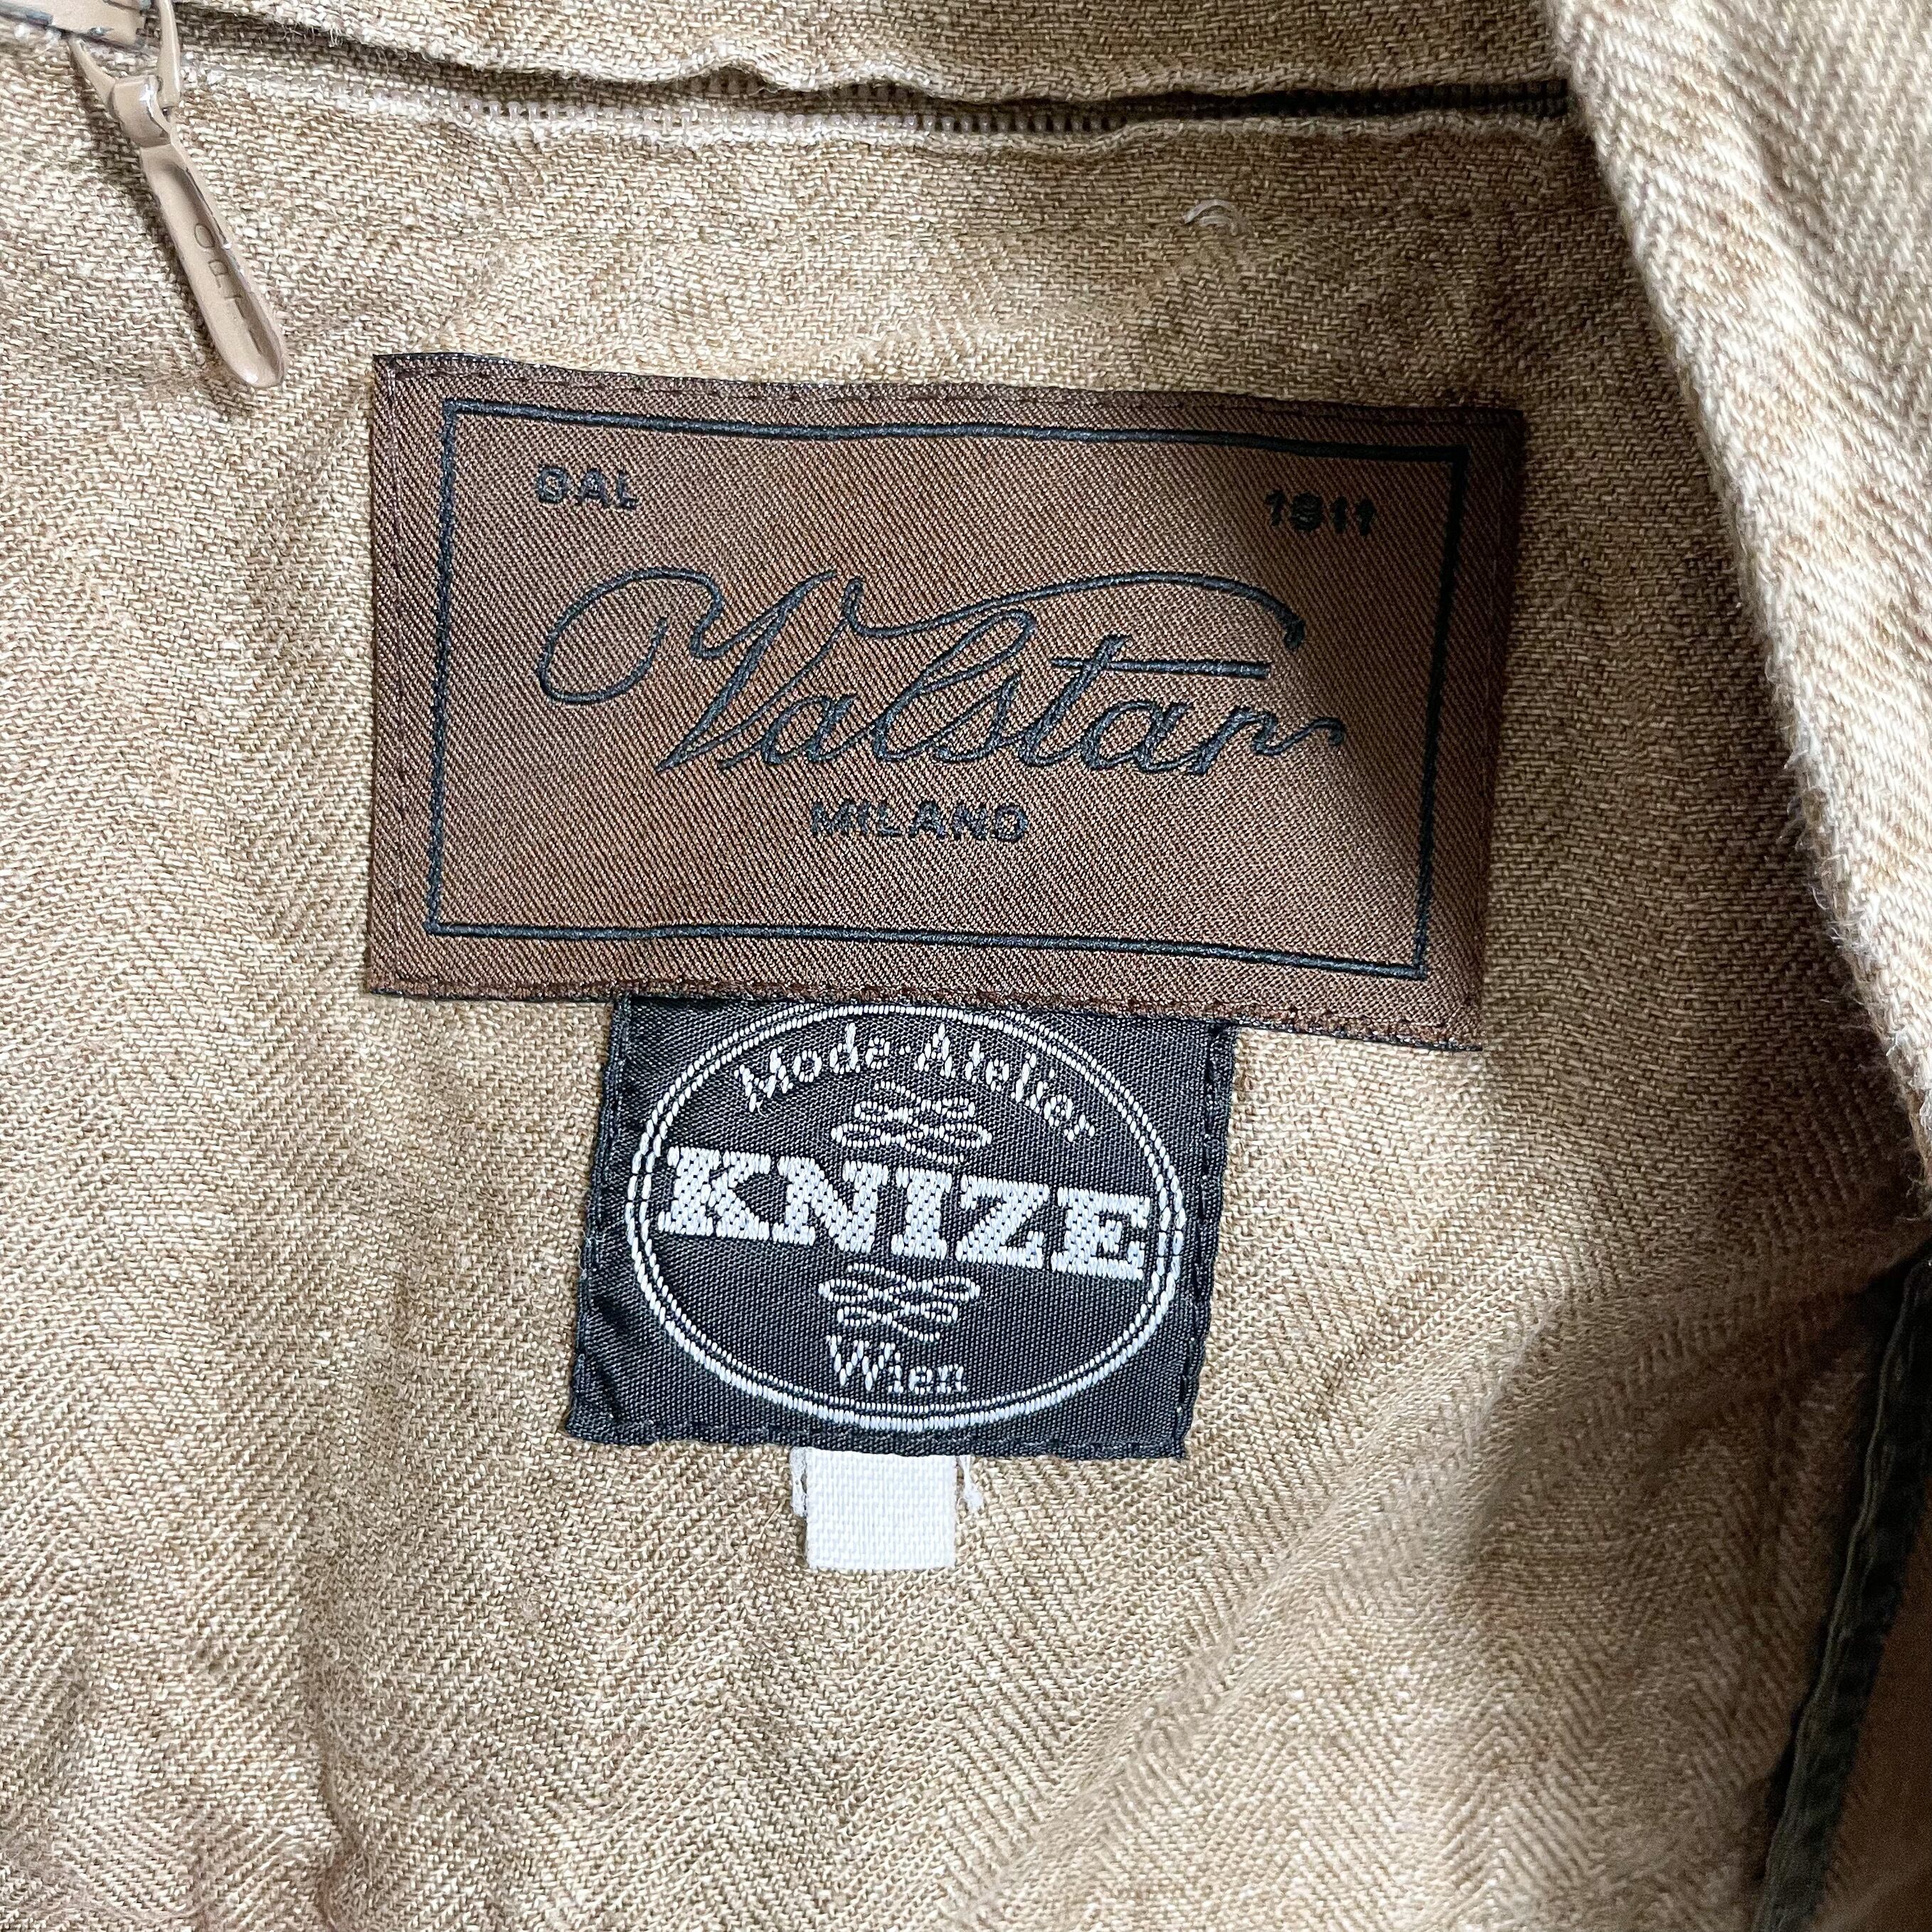 DAL 1911
Valstar
MILANO
Mode·Atelier
KNIZE
Wien